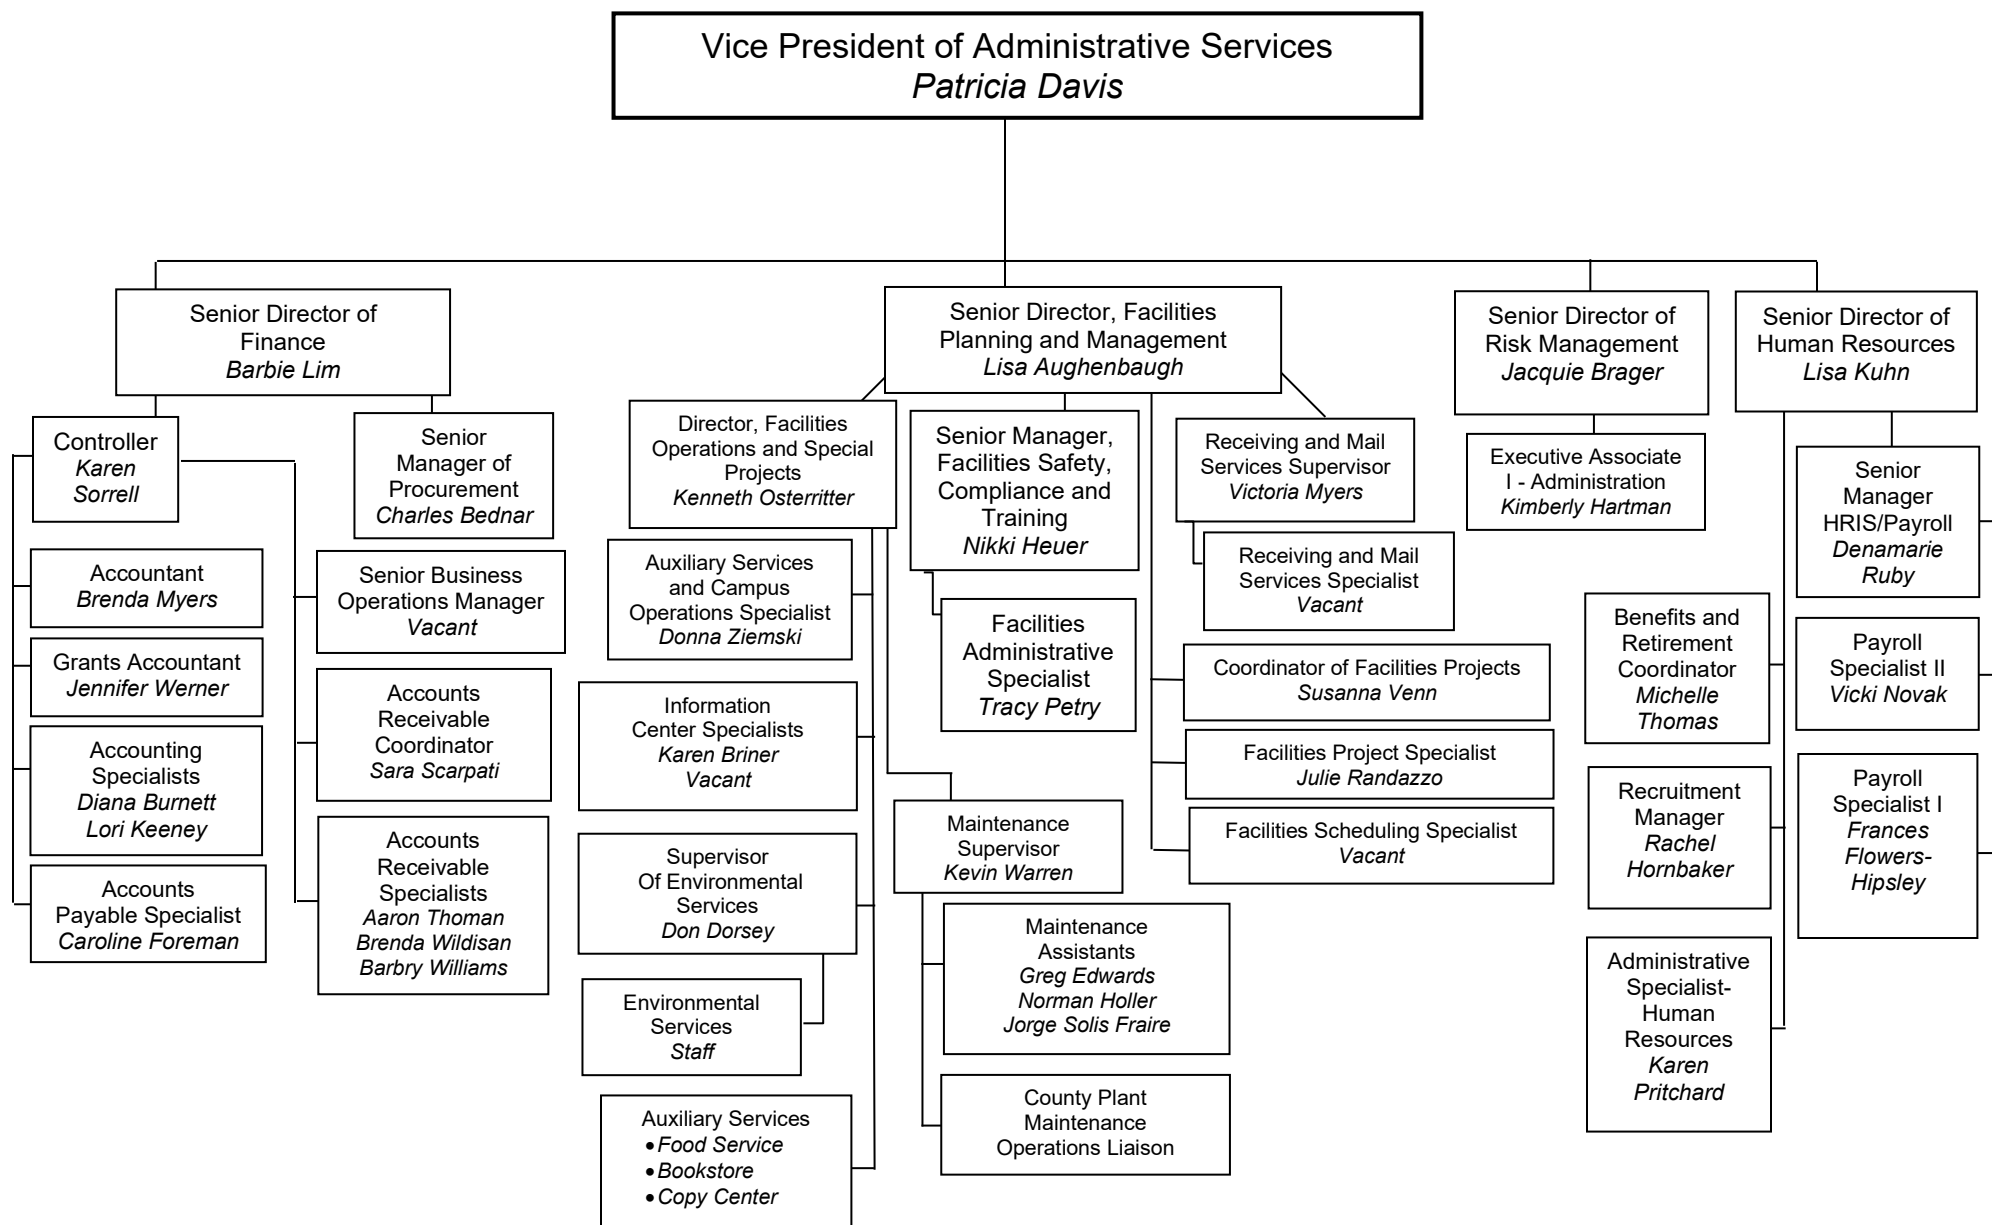 Vice President of Administrative Services
Patricia Davis
Senior Director of
Finance
Barbie Lim
Senior Director, Facilities
Planning and Management
Lisa Aughenbaugh
Senior Director of
Risk Management
Jacquie Brager
Senior Director of
Human Resources
Lisa Kuhn
Controller
Karen
Sorrell
Senior
Manager of
Procurement
Charles Bednar
Accountant
Brenda Myers
Grants Accountant
Jennifer Werner
Accounting
Specialists
Diana Burnett
Lori Keeney
Accounts
Payable Specialist
Caroline Foreman
Senior Business
Operations Manager
Vacant
Accounts
Receivable
Coordinator
Sara Scarpati
Accounts
Receivable
Specialists
Aaron Thoman
Brenda Wildisan
Barbry Williams
Director, Facilities
Operations and Special
Projects
Kenneth Osterritter
Auxiliary Services
and Campus
Operations Specialist
Donna Ziemski
Information
Center Specialists
Karen Briner
Vacant
Supervisor
Of Environmental
Services
Don Dorsey
Environmental
Services
Staff
Auxiliary Services
• Food Service
• Bookstore
• Copy Center
Senior Manager,
Facilities Safety,
Compliance and
Training
Nikki Heuer
Facilities
Administrative
Specialist
Tracy Petry
Maintenance
Supervisor
Kevin Warren
Maintenance
Assistants
Greg Edwards
Norman Holler
Jorge Solis Fraire
County Plant
Maintenance
Operations Liaison
Receiving and Mail
Services Supervisor
Victoria Myers
Receiving and Mail
Services Specialist
Vacant
Coordinator of Facilities Projects
Susanna Venn
Facilities Project Specialist
Julie Randazzo
Facilities Scheduling Specialist
Vacant
Executive Associate
I - Administration
Kimberly Hartman
Benefits and
Retirement
Coordinator
Michelle
Thomas
Recruitment
Manager
Rachel
Hornbaker
Administrative
Specialist-
Human
Resources
Karen
Pritchard
Senior
Manager
HRIS/Payroll
Denamarie
Ruby
Payroll
Specialist II
Vicki Novak
Payroll
Specialist I
Frances
Flowers-
Hipsley